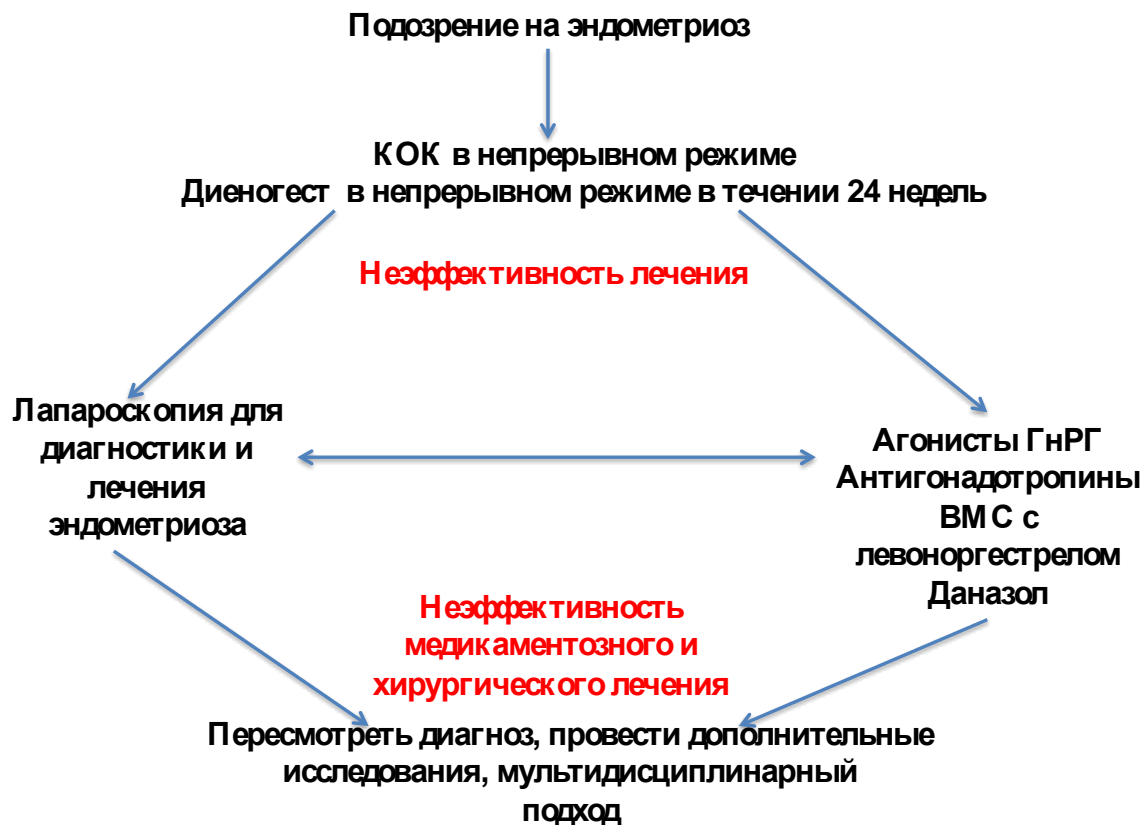 Подозрение на эндометриоз
КОК в непрерывном режиме
Диеногест в непрерывном режиме в течении 24 недель
Неэффективность лечения
Лапароскопия для
диагностики и
лечения
эндометриоза
Агонисты ГнРГ
Антигонадотропины
ВМС с
левоноргестрелом
Даназол
Неэффективность
медикаментозного и
хирургического лечения
Пересмотреть диагноз, провести дополнительные
исследования, мультидисциплинарный
подход